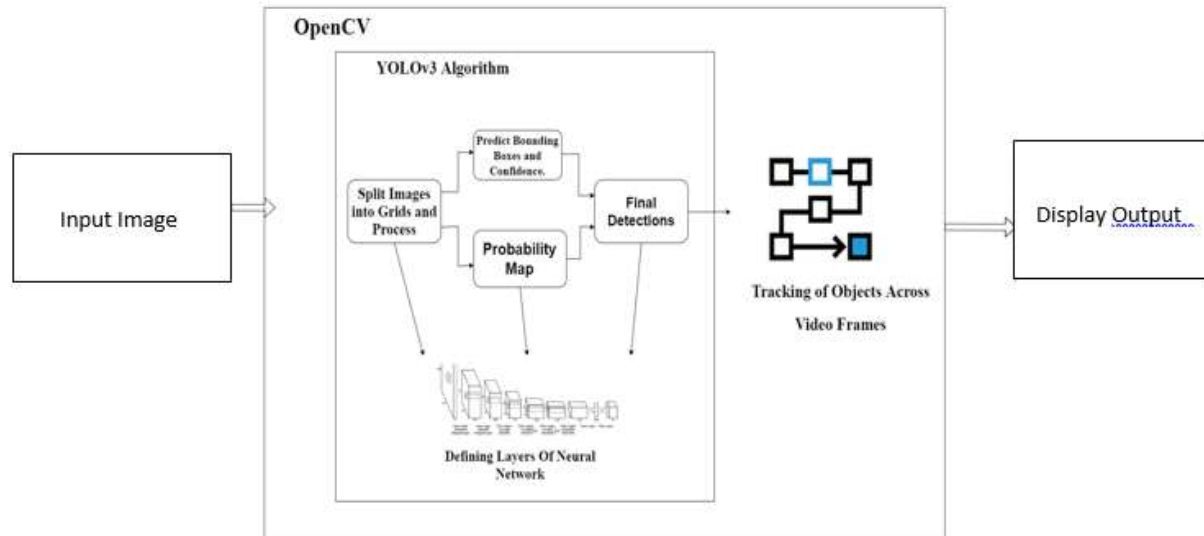 OpenCV
YOLOv3 Algorithm
Predict Bounding
Boxes and
Confidence.
Input Image
Split Images
into Grids and
Process
Probability
Map
Final
Detections
Tracking of Objects Across
Video Frames
Display Output
Defining Layers Of Neural
Network